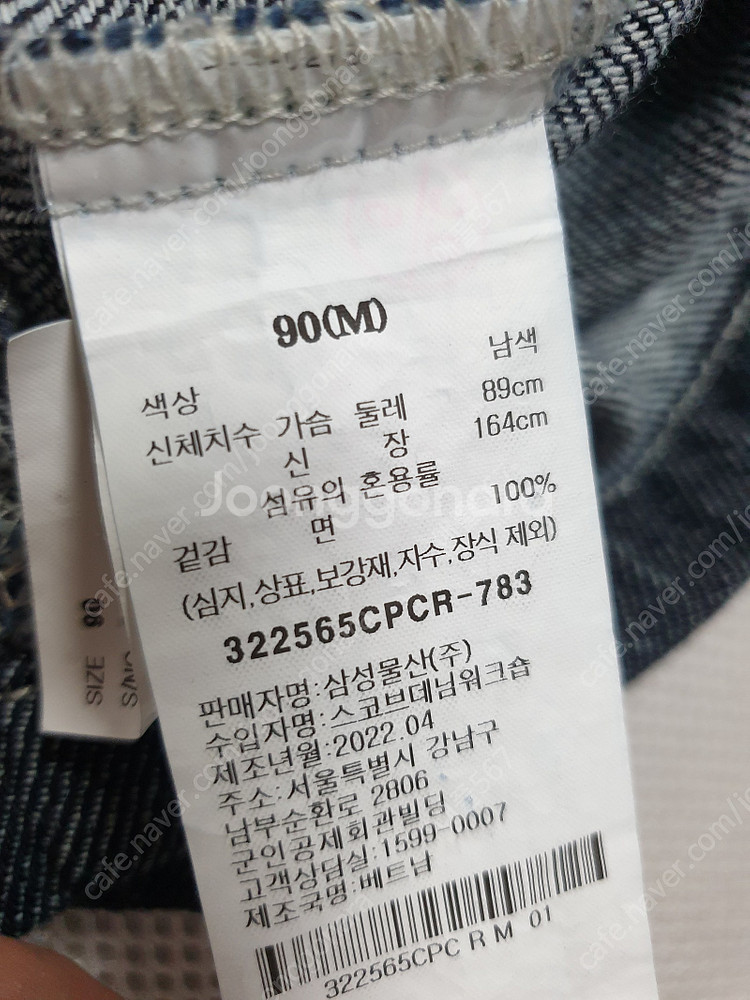 90(M)
색상 남색
신체치수 가슴 둘레 89cm
신 장 164cm
섬유의 혼용률
겉감 면 100%
(심지,상표,보강재,자수,장식 제외)
322565CPCR-783
판매자명:삼성물산(주)
수입자명:스코브데님워크숍
제조년월:2022.04
주소:서울특별시 강남구
남부순환로 2806
군인공제회관빌딩
고객상담실:1599-0007
제조국명:베트남
322565CPC R M 01
SIZE
Joonggonara